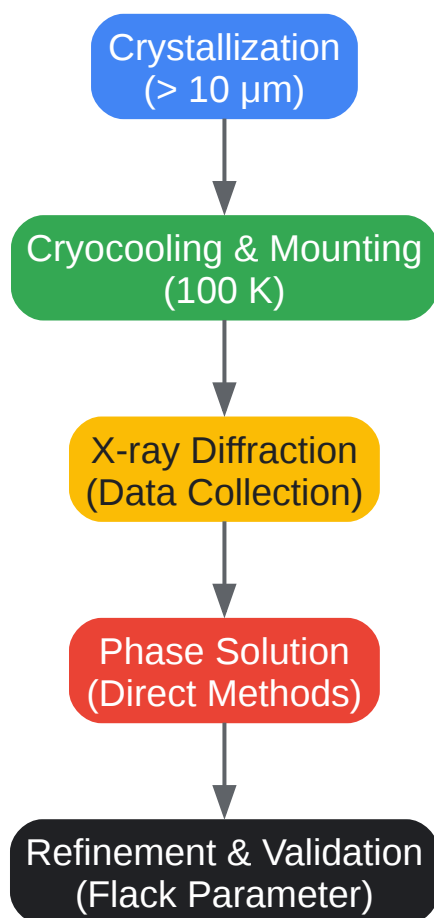 Crystallization
(> 10 μm)
Cryocooling & Mounting
(100 K)
X-ray Diffraction
(Data Collection)
Phase Solution
(Direct Methods)
Refinement & Validation
(Flack Parameter)